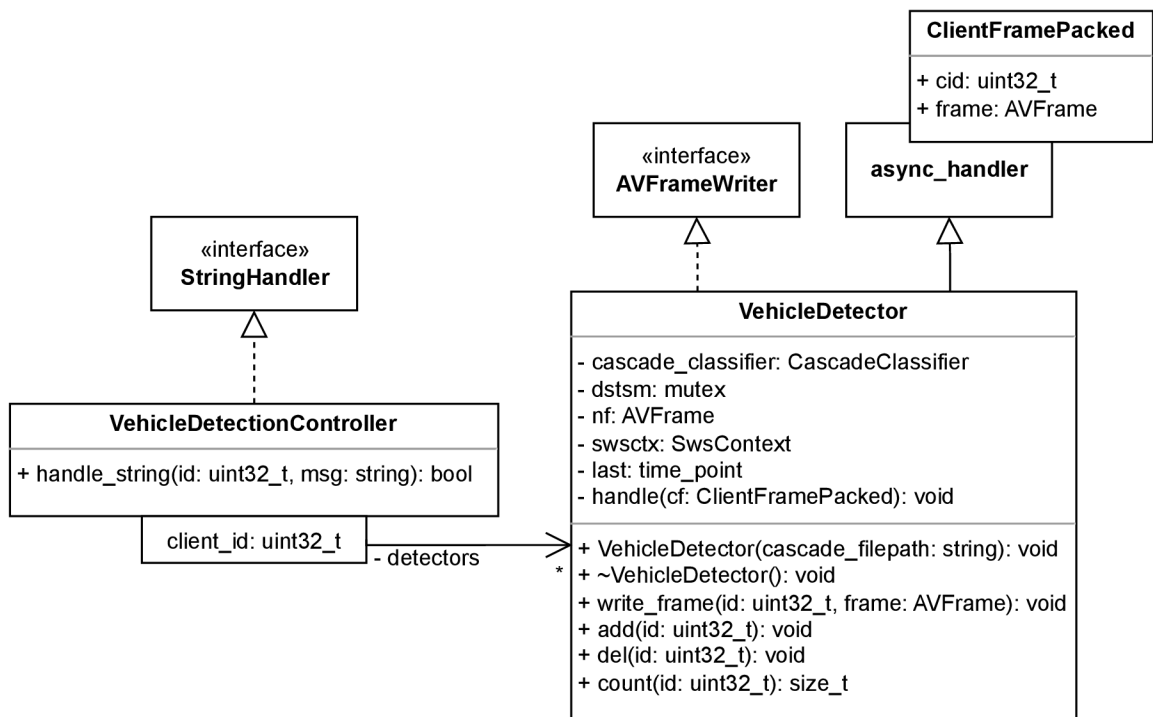 ClientFramePacked
+ cid: uint32_t
+ frame: AVFrame
«interface»
AVFrameWriter
async_handler
«interface»
StringHandler
VehicleDetector
- cascade_classifier: CascadeClassifier
- dstsm: mutex
- nf: AVFrame
- swsctx: SwsContext
- last: time_point
- handle(cf: ClientFramePacked): void
VehicleDetectionController
+ handle_string(id: uint32_t, msg: string): bool
client_id: uint32_t
- detectors
*
+ VehicleDetector(cascade_filepath: string): void
+ ~VehicleDetector(): void
+ write_frame(id: uint32_t, frame: AVFrame): void
+ add(id: uint32_t): void
+ del(id: uint32_t): void
+ count(id: uint32_t): size_t